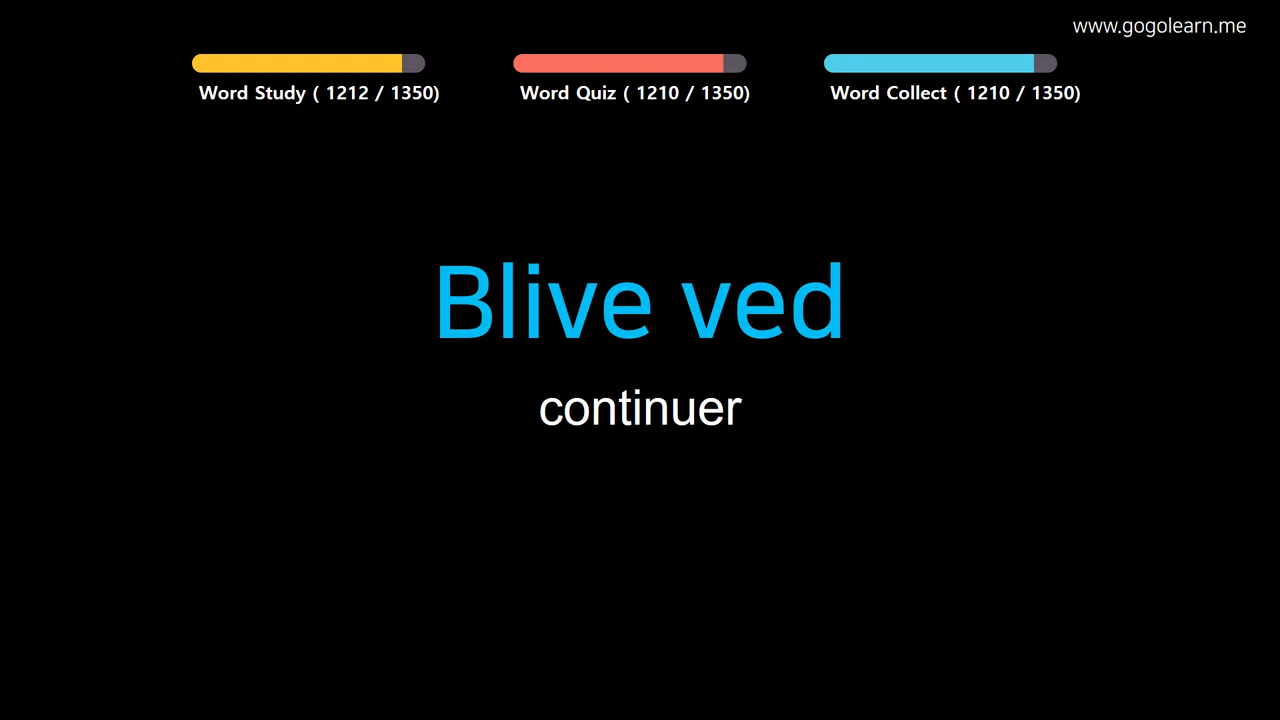 www.gogolearn.me
Word Study ( 1212 / 1350)
Word Quiz ( 1210 / 1350)
Word Collect ( 1210 / 1350)
Blive ved
continuer